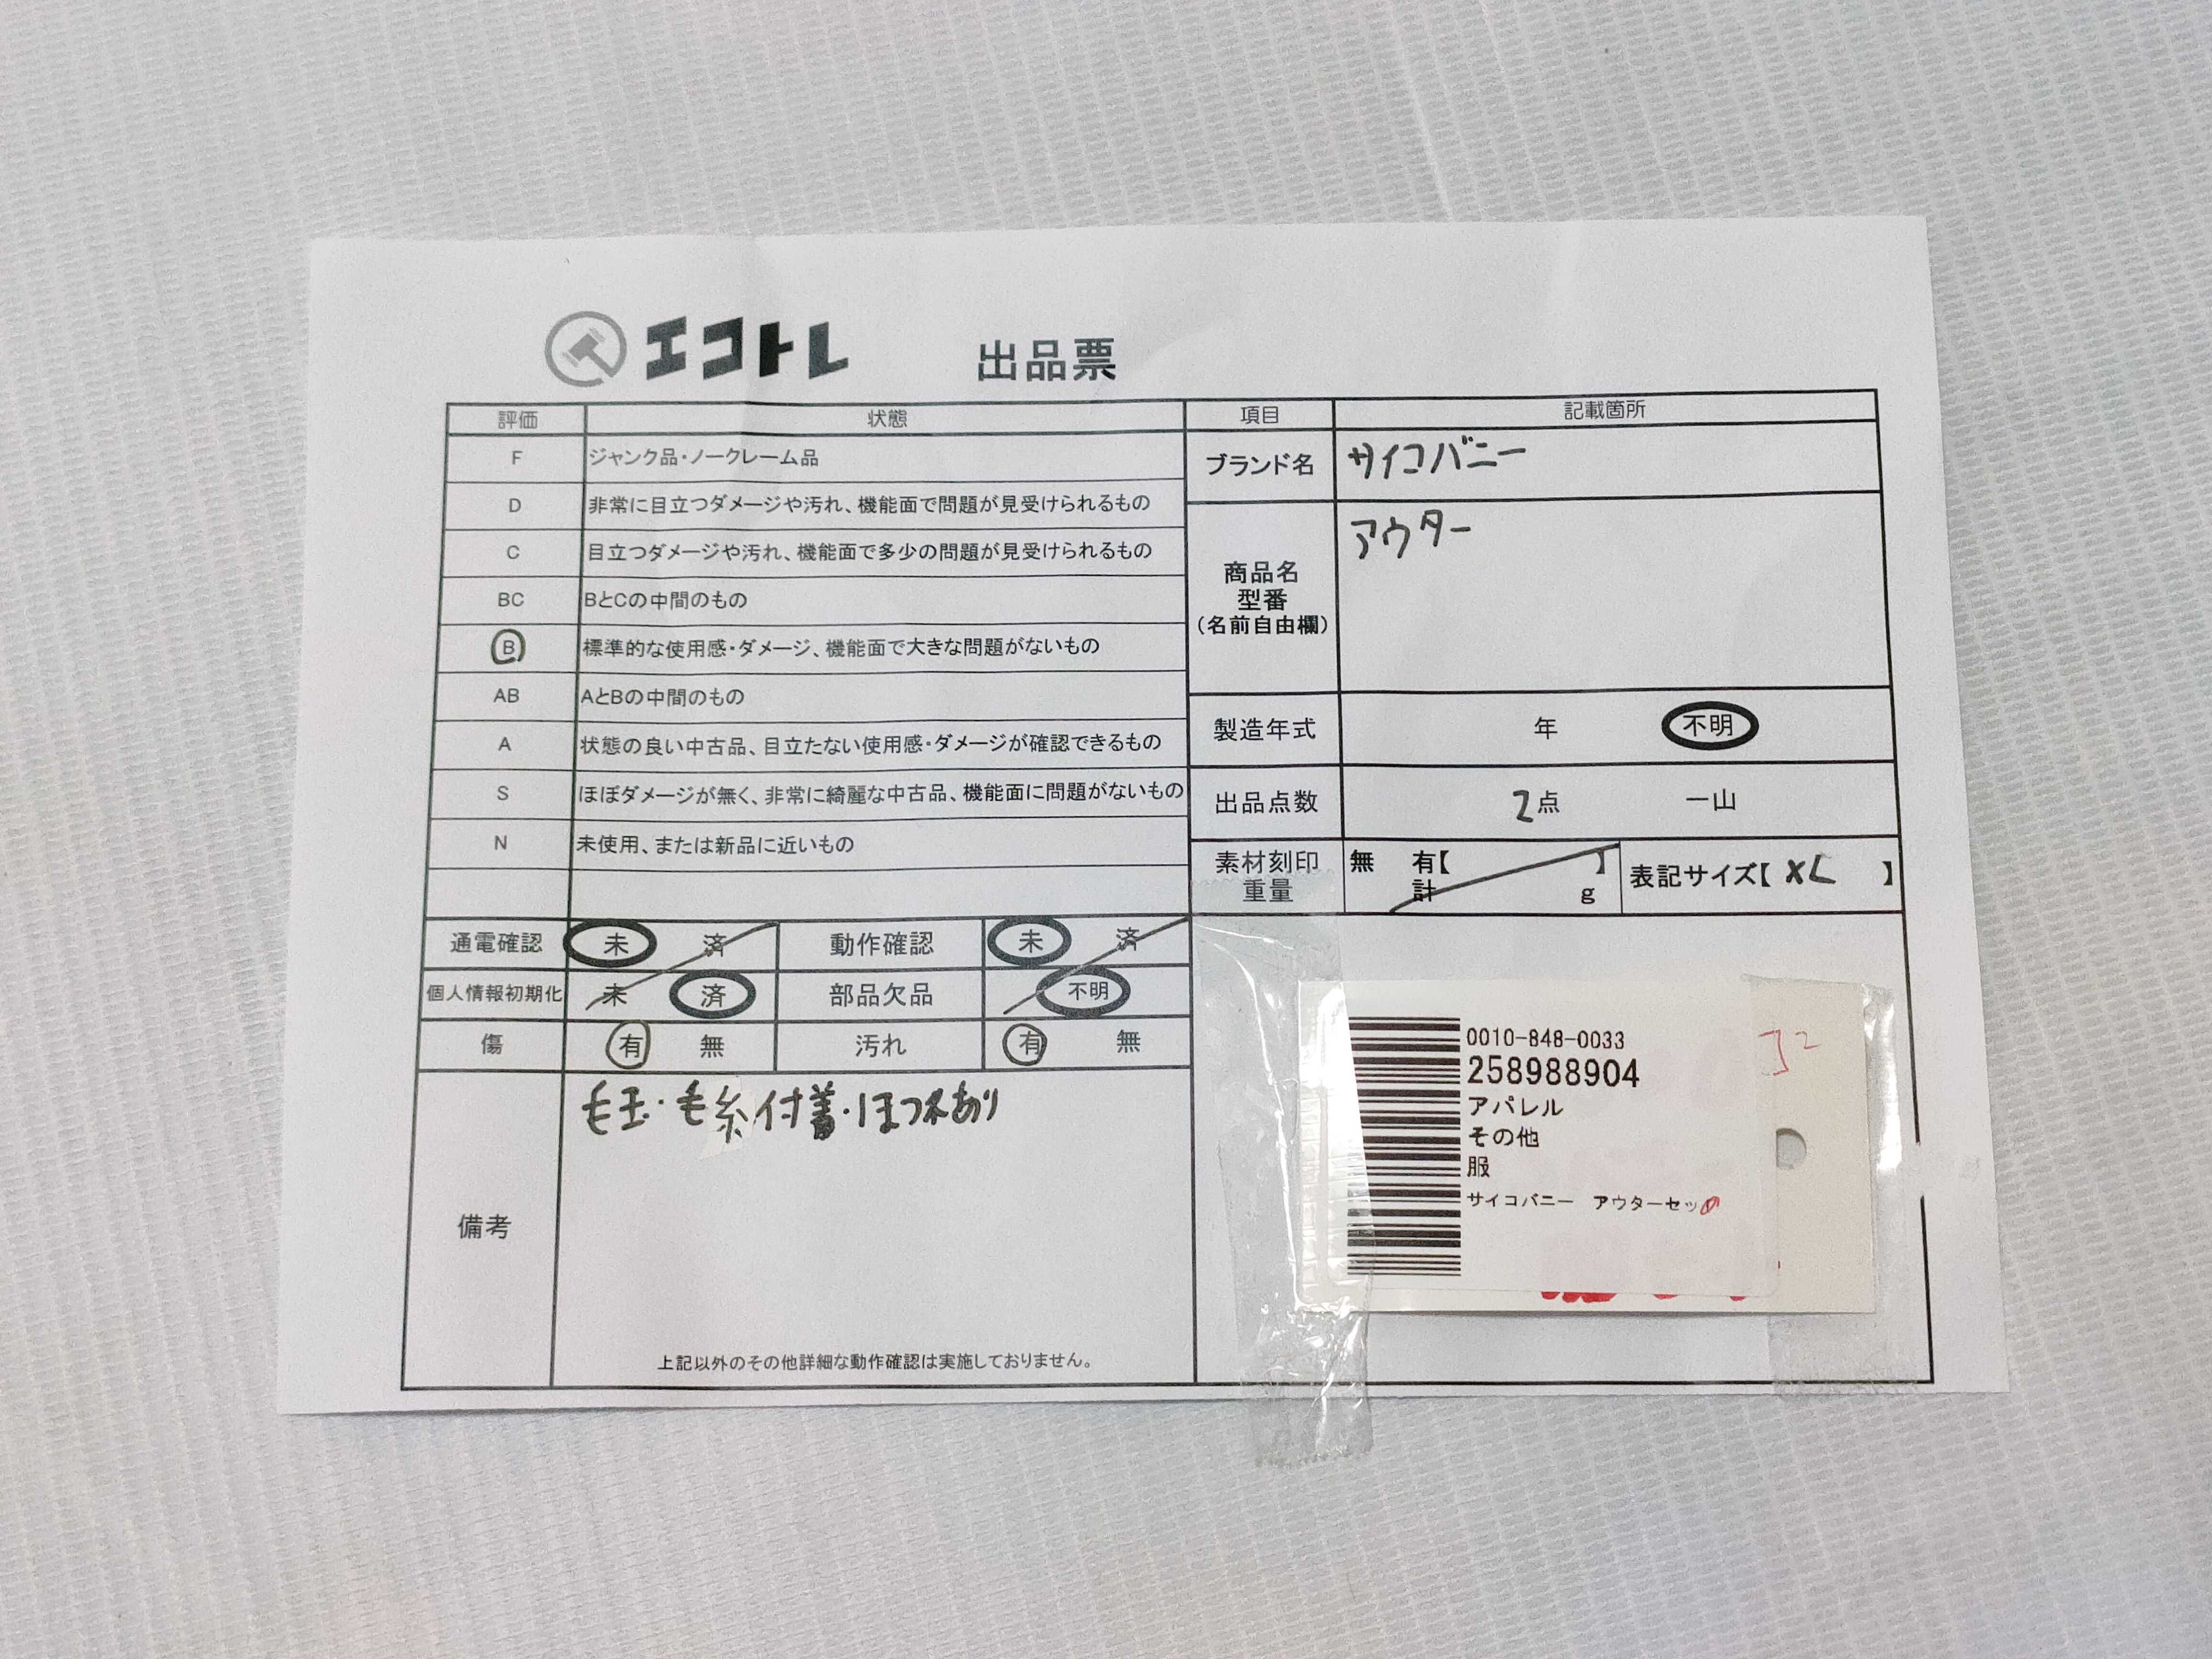 エコトレ 出品票
評価 状態
F ジャンク品・ノークレーム品
D 非常に目立つダメージや汚れ、機能面で問題が見受けられるもの
C 目立つダメージや汚れ、機能面で多少の問題が見受けられるもの
BC BとCの中間のもの
B 標準的な使用感・ダメージ、機能面で大きな問題がないもの
AB AとBの中間のもの
A 状態の良い中古品、目立たない使用感・ダメージが確認できるもの
S ほぼダメージが無く、非常に綺麗な中古品、機能面に問題がないもの
N 未使用、または新品に近いもの
通電確認 未 済 動作確認 未 済
個人情報初期化 未 済 部品欠品 不明
傷 有 無 汚れ 有 無
備考
毛玉・毛糸付着・ほつれあり
上記以外のその他詳細な動作確認は実施しておりません。
項目 記載箇所
ブランド名 サイコバニー
商品名
型番
(名前自由欄)
アウター
製造年式 年 不明
出品点数 2点 一山
素材刻印 無 有【 】
重量 計 g
表記サイズ【 XL 】
0010-848-0033
258988904
アパレル
その他
服
サイコバニー アウターセッ